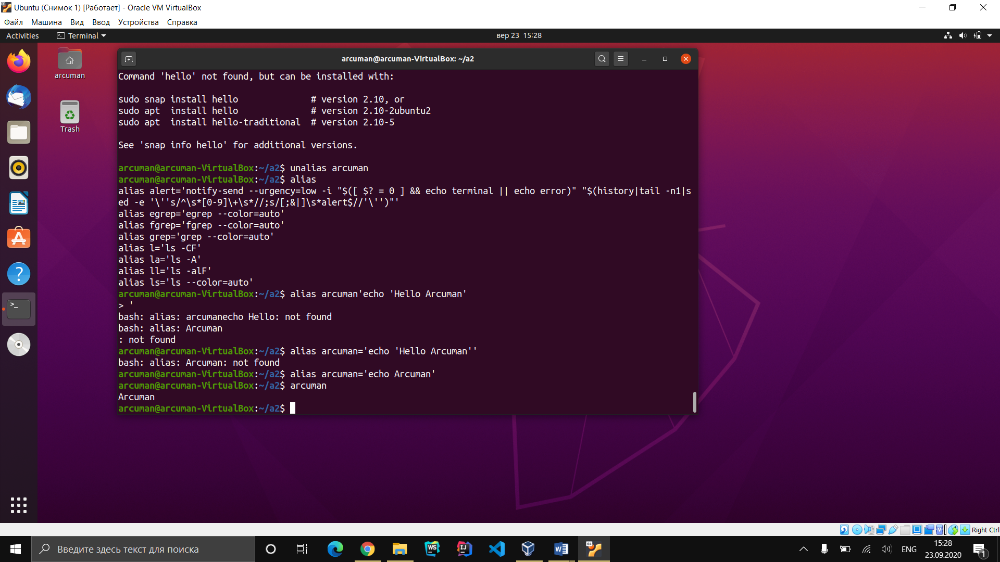 Ubuntu (Снимок 1) [Работает] - Oracle VM VirtualBox
Файл Машина Вид Ввод Устройства Справка
Activities Terminal вер 23 15:28
arcuman
Trash
arcuman@arcuman-VirtualBox: ~/a2
Command 'hello' not found, but can be installed with:
sudo snap install hello              # version 2.10, or
sudo apt  install hello              # version 2.10-2ubuntu2
sudo apt  install hello-traditional  # version 2.10-5
See 'snap info hello' for additional versions.
arcuman@arcuman-VirtualBox:~/a2$ unalias arcuman
arcuman@arcuman-VirtualBox:~/a2$ alias
alias alert='notify-send --urgency=low -i "$([ $? = 0 ] && echo terminal || echo error)" "$(history|tail -n1|s
ed -e '\''s/^\s*[0-9]\+\s*//;s/[;&|]\s*alert$//'\'')"'
alias egrep='egrep --color=auto'
alias fgrep='fgrep --color=auto'
alias grep='grep --color=auto'
alias l='ls -CF'
alias la='ls -A'
alias ll='ls -alF'
alias ls='ls --color=auto'
arcuman@arcuman-VirtualBox:~/a2$ alias arcuman'echo 'Hello Arcuman'
> '
bash: alias: arcumanecho Hello: not found
bash: alias: Arcuman
: not found
arcuman@arcuman-VirtualBox:~/a2$ alias arcuman='echo 'Hello Arcuman''
bash: alias: Arcuman: not found
arcuman@arcuman-VirtualBox:~/a2$ alias arcuman='echo Arcuman'
arcuman@arcuman-VirtualBox:~/a2$ arcuman
Arcuman
arcuman@arcuman-VirtualBox:~/a2$
Right Ctrl
Введите здесь текст для поиска
WS
IJ
W
64
ENG
15:28
23.09.2020
1